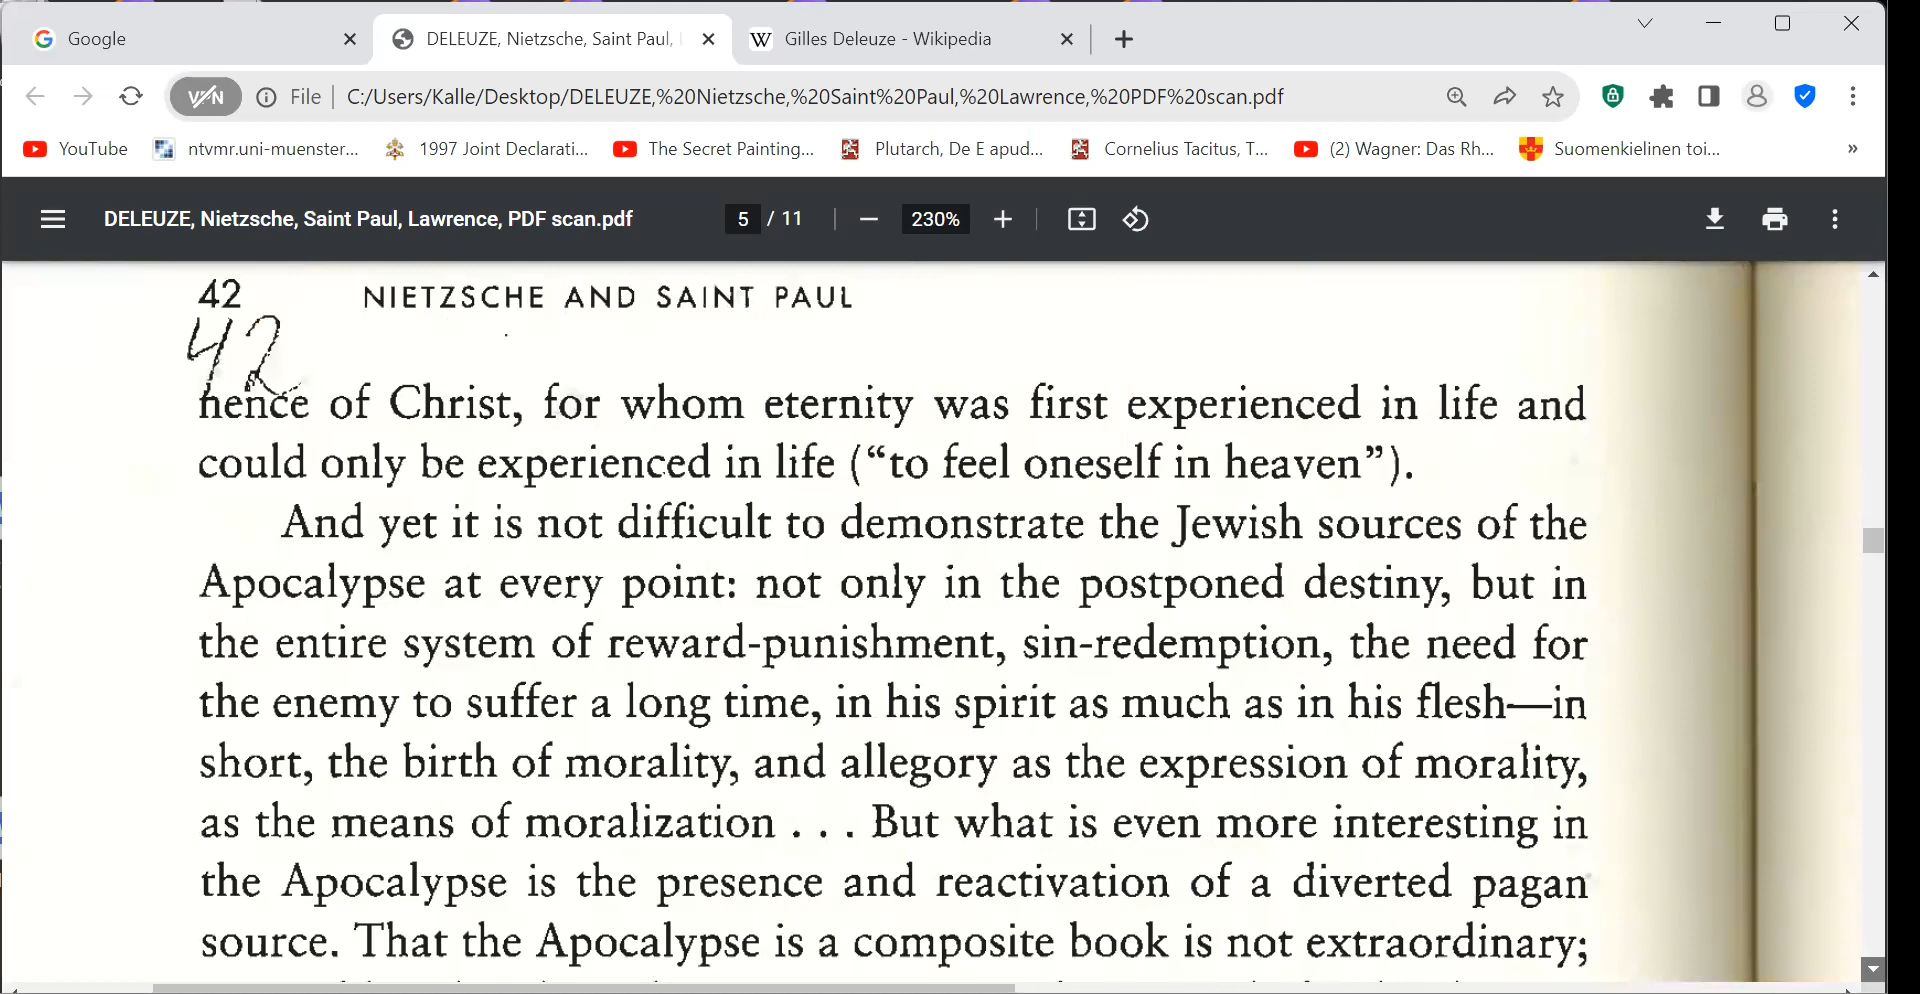 Google
DELEUZE, Nietzsche, Saint Paul,
Gilles Deleuze - Wikipedia
VPN
File
C:/Users/Kalle/Desktop/DELEUZE,%20Nietzsche,%20Saint%20Paul,%20Lawrence,%20PDF%20scan.pdf
YouTube
ntvmr.uni-muenster...
1997 Joint Declarati...
The Secret Painting...
Plutarch, De E apud...
Cornelius Tacitus, T...
(2) Wagner: Das Rh...
Suomenkielinen toi...
»
DELEUZE, Nietzsche, Saint Paul, Lawrence, PDF scan.pdf
5 / 11
230%
42 NIETZSCHE AND SAINT PAUL
42
nence of Christ, for whom eternity was first experienced in life and
could only be experienced in life (“to feel oneself in heaven”).
And yet it is not difficult to demonstrate the Jewish sources of the
Apocalypse at every point: not only in the postponed destiny, but in
the entire system of reward-punishment, sin-redemption, the need for
the enemy to suffer a long time, in his spirit as much as in his flesh—in
short, the birth of morality, and allegory as the expression of morality,
as the means of moralization . . . But what is even more interesting in
the Apocalypse is the presence and reactivation of a diverted pagan
source. That the Apocalypse is a composite book is not extraordinary;